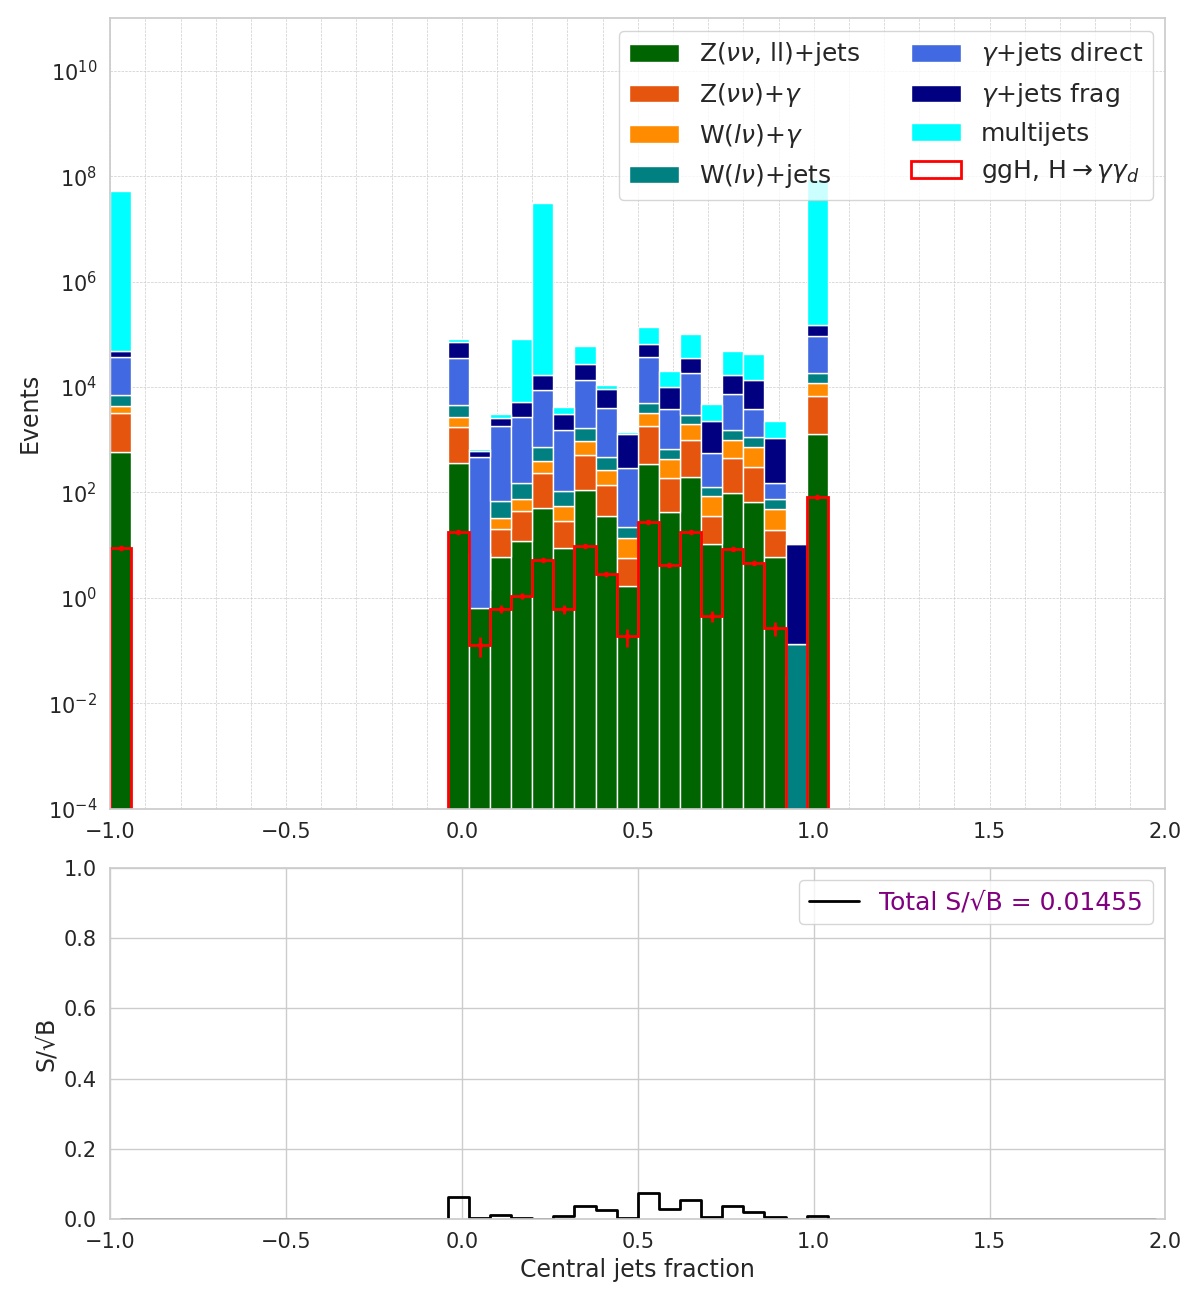 Z(νν, ll)+jets
Z(νν)+γ
W(lν)+γ
W(lν)+jets
γ+jets direct
γ+jets frag
multijets
ggH, H→γγ_d
Events
10^10
10^8
10^6
10^4
10^2
10^0
10^−2
10^−4
−1.0 −0.5 0.0 0.5 1.0 1.5 2.0
Total S/√B = 0.01455
S/√B
1.0
0.8
0.6
0.4
0.2
0.0
−1.0 −0.5 0.0 0.5 1.0 1.5 2.0
Central jets fraction